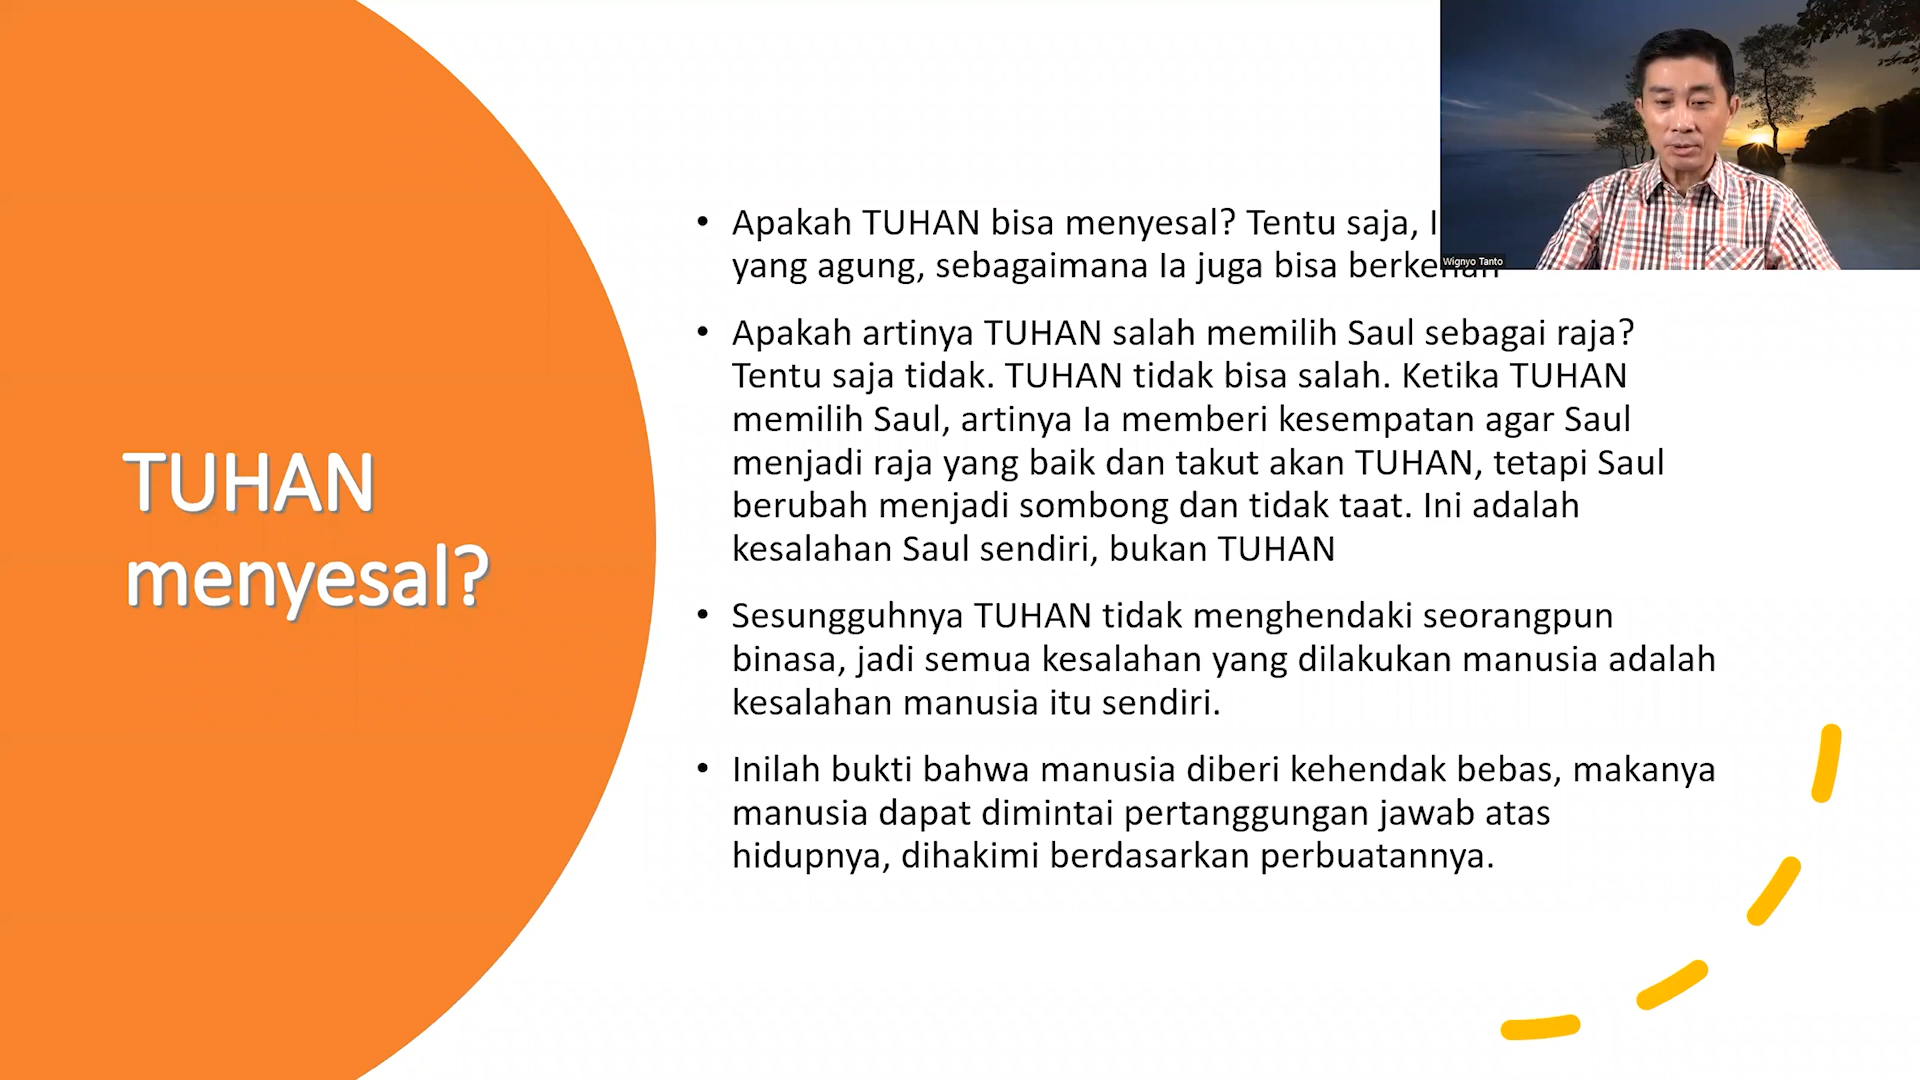 TUHAN
menyesal?
• Apakah TUHAN bisa menyesal? Tentu saja,
yang agung, sebagaimana Ia juga bisa
• Apakah artinya TUHAN salah memilih Saul sebagai raja?
Tentu saja tidak. TUHAN tidak bisa salah. Ketika TUHAN
memilih Saul, artinya Ia memberi kesempatan agar Saul
menjadi raja yang baik dan takut akan TUHAN, tetapi Saul
berubah menjadi sombong dan tidak taat. Ini adalah
kesalahan Saul sendiri, bukan TUHAN
• Sesungguhnya TUHAN tidak menghendaki seorangpun
binasa, jadi semua kesalahan yang dilakukan manusia adalah
kesalahan manusia itu sendiri.
• Inilah bukti bahwa manusia diberi kehendak bebas, makanya
manusia dapat dimintai pertanggungan jawab atas
hidupnya, dihakimi berdasarkan perbuatannya.
Wignyo Tanto